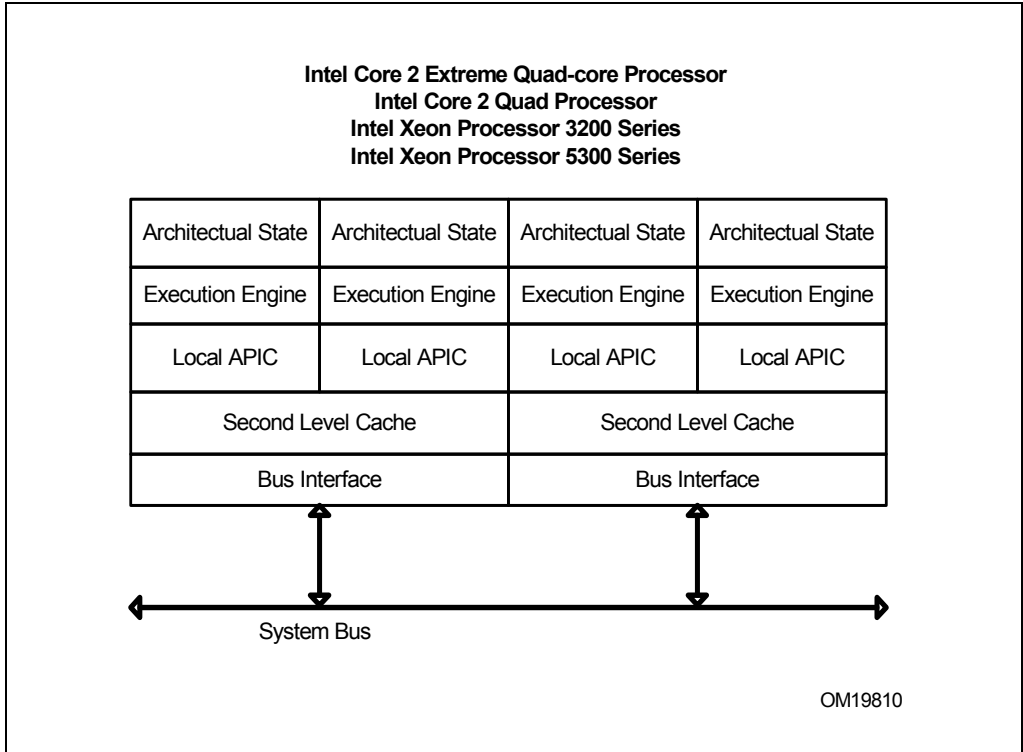 Intel Core 2 Extreme Quad-core Processor
Intel Core 2 Quad Processor
Intel Xeon Processor 3200 Series
Intel Xeon Processor 5300 Series
Architectual State Architectual State Architectual State Architectual State
Execution Engine Execution Engine Execution Engine Execution Engine
Local APIC Local APIC Local APIC Local APIC
Second Level Cache Second Level Cache
Bus Interface Bus Interface
System Bus
OM19810